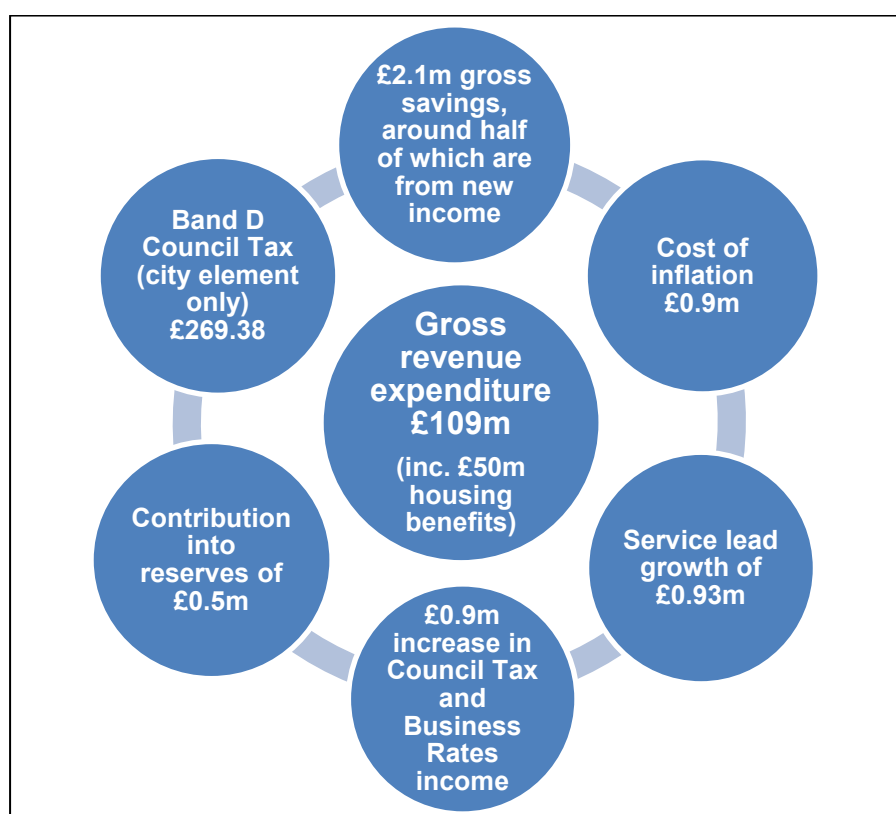 £2.1m gross
savings,
around half
of which are
from new
income
Cost of
inflation
£0.9m
Service lead
growth of
£0.93m
£0.9m
increase in
Council Tax
and
Business
Rates
income
Contribution
into
reserves of
£0.5m
Band D
Council Tax
(city element
only)
£269.38
Gross
revenue
expenditure
£109m
(inc. £50m
housing
benefits)